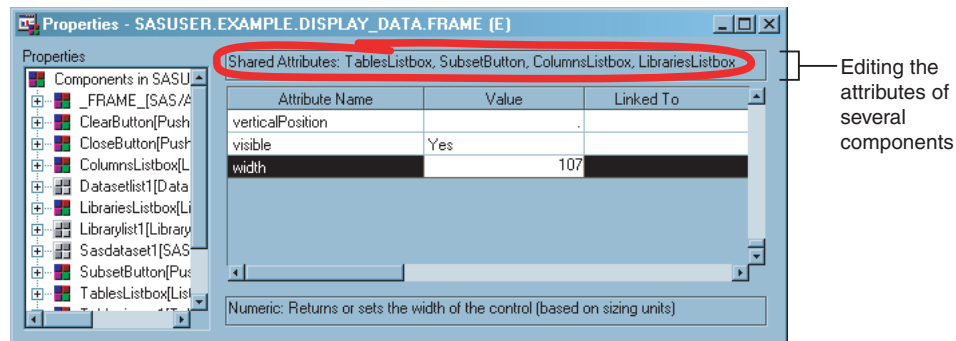 Properties - SASUSER.EXAMPLE.DISPLAY_DATA.FRAME (E)
Properties
Components in SASU
_FRAME_[SAS/A
ClearButton[Push
CloseButton[Push
ColumnsListbox[L
Datasetlist1[Data
LibrariesListbox[Li
Librarylist1[Library
Sasdataset1[SAS
SubsetButton[Pus
TablesListbox[List
Shared Attributes: TablesListbox, SubsetButton, ColumnsListbox, LibrariesListbox
Attribute Name Value Linked To
verticalPosition .
visible Yes
width 107
Numeric: Returns or sets the width of the control (based on sizing units)
Editing the
attributes of
several
components